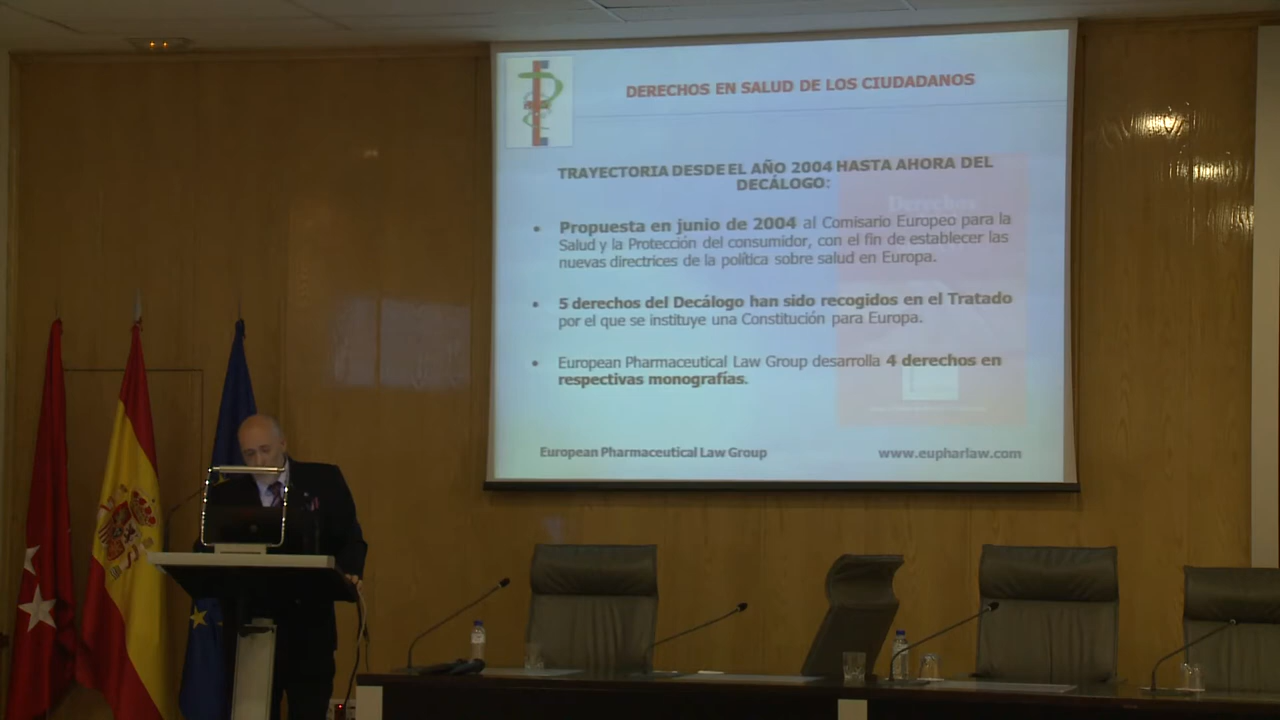 DERECHOS EN SALUD DE LOS CIUDADANOS
TRAYECTORIA DESDE EL AÑO 2004 HASTA AHORA DEL
DECÁLOGO:
• Propuesta en junio de 2004 al Comisario Europeo para la
Salud y la Protección del consumidor, con el fin de establecer las
nuevas directrices de la política sobre salud en Europa.
• 5 derechos del Decálogo han sido recogidos en el Tratado
por el que se instituye una Constitución para Europa.
• European Pharmaceutical Law Group desarrolla 4 derechos en
respectivas monografías.
European Pharmaceutical Law Group
www.eupharlaw.com